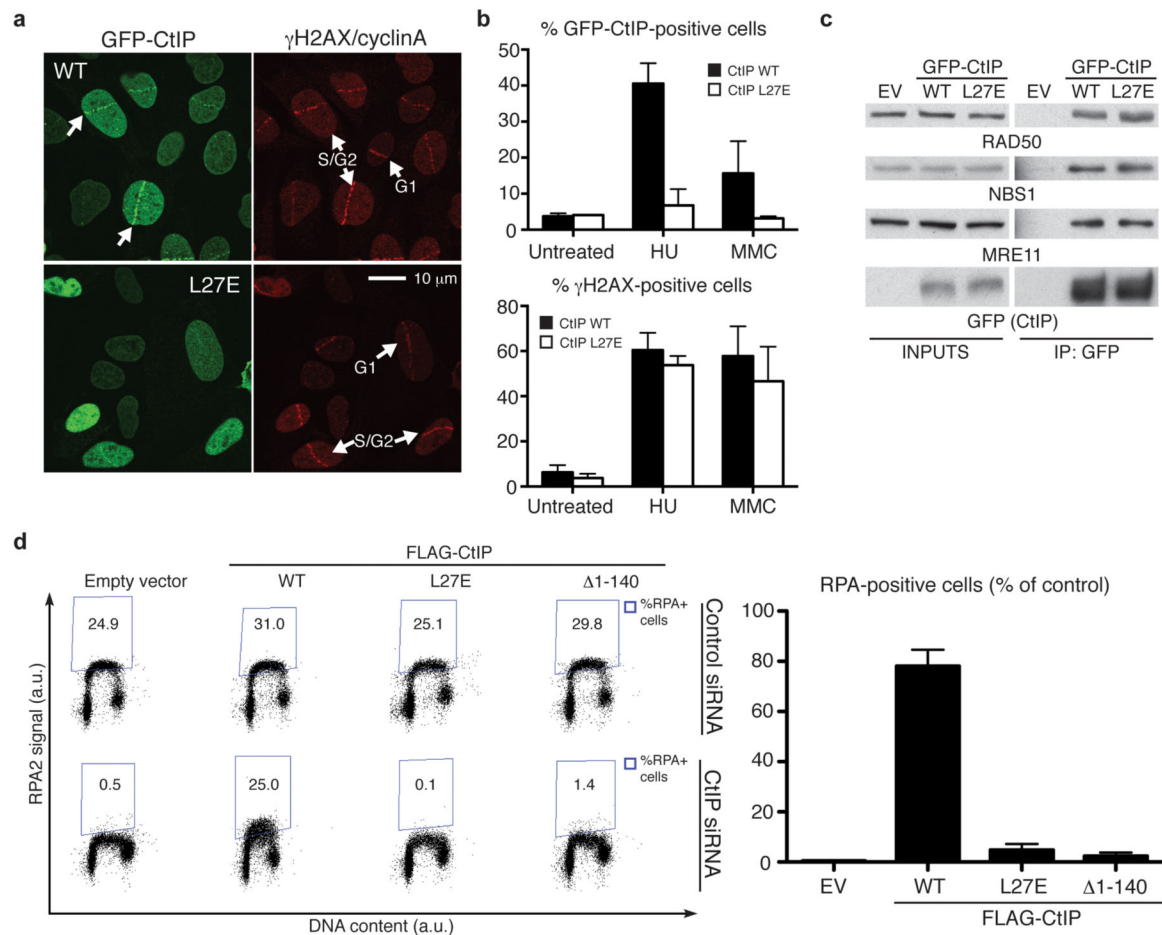 a
GFP-CtIP
γH2AX/cyclinA
WT
S/G2
G1
L27E
10 μm
G1
S/G2
b
% GFP-CtIP-positive cells
50
40
30
20
10
0
CtIP WT
CtIP L27E
Untreated HU MMC
% γH2AX-positive cells
80
60
40
20
0
CtIP WT
CtIP L27E
Untreated HU MMC
c
GFP-CtIP GFP-CtIP
EV WT L27E EV WT L27E
RAD50
NBS1
MRE11
GFP (CtIP)
INPUTS IP: GFP
d
FLAG-CtIP
Empty vector WT L27E Δ1-140
24.9 31.0 25.1 29.8
%RPA+
cells
Control siRNA
0.5 25.0 0.1 1.4
%RPA+
cells
CtIP siRNA
RPA2 signal (a.u.)
DNA content (a.u.)
RPA-positive cells (% of control)
100
80
60
40
20
0
EV WT L27E Δ1-140
FLAG-CtIP